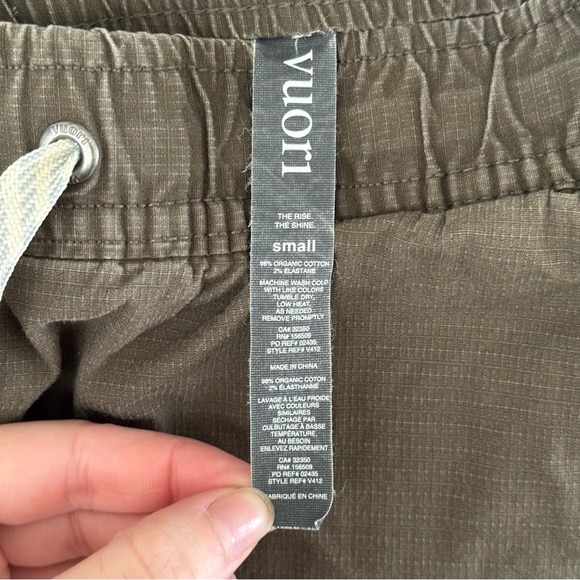 vuori
vuori
THE RISE.
THE SHINE.
small
98% ORGANIC COTTON
2% ELASTANE
MACHINE WASH COLD
WITH LIKE COLORS
TUMBLE DRY,
LOW HEAT,
AS NEEDED
REMOVE PROMPTLY
CA# 32350
RN# 156509
PO REF# 02435
STYLE REF# V412
MADE IN CHINA
98% ORGANIC COTON
2% ÉLASTHANNE
LAVAGE À L'EAU FROIDE
AVEC COULEURS
SIMILAIRES
SÉCHAGE PAR
CULBUTAGE À BASSE
TEMPÉRATURE,
AU BESOIN
ENLEVEZ RAPIDEMENT
CA# 32350
RN# 156509
PO REF# 02435
STYLE REF# V412
FABRIQUÉ EN CHINE